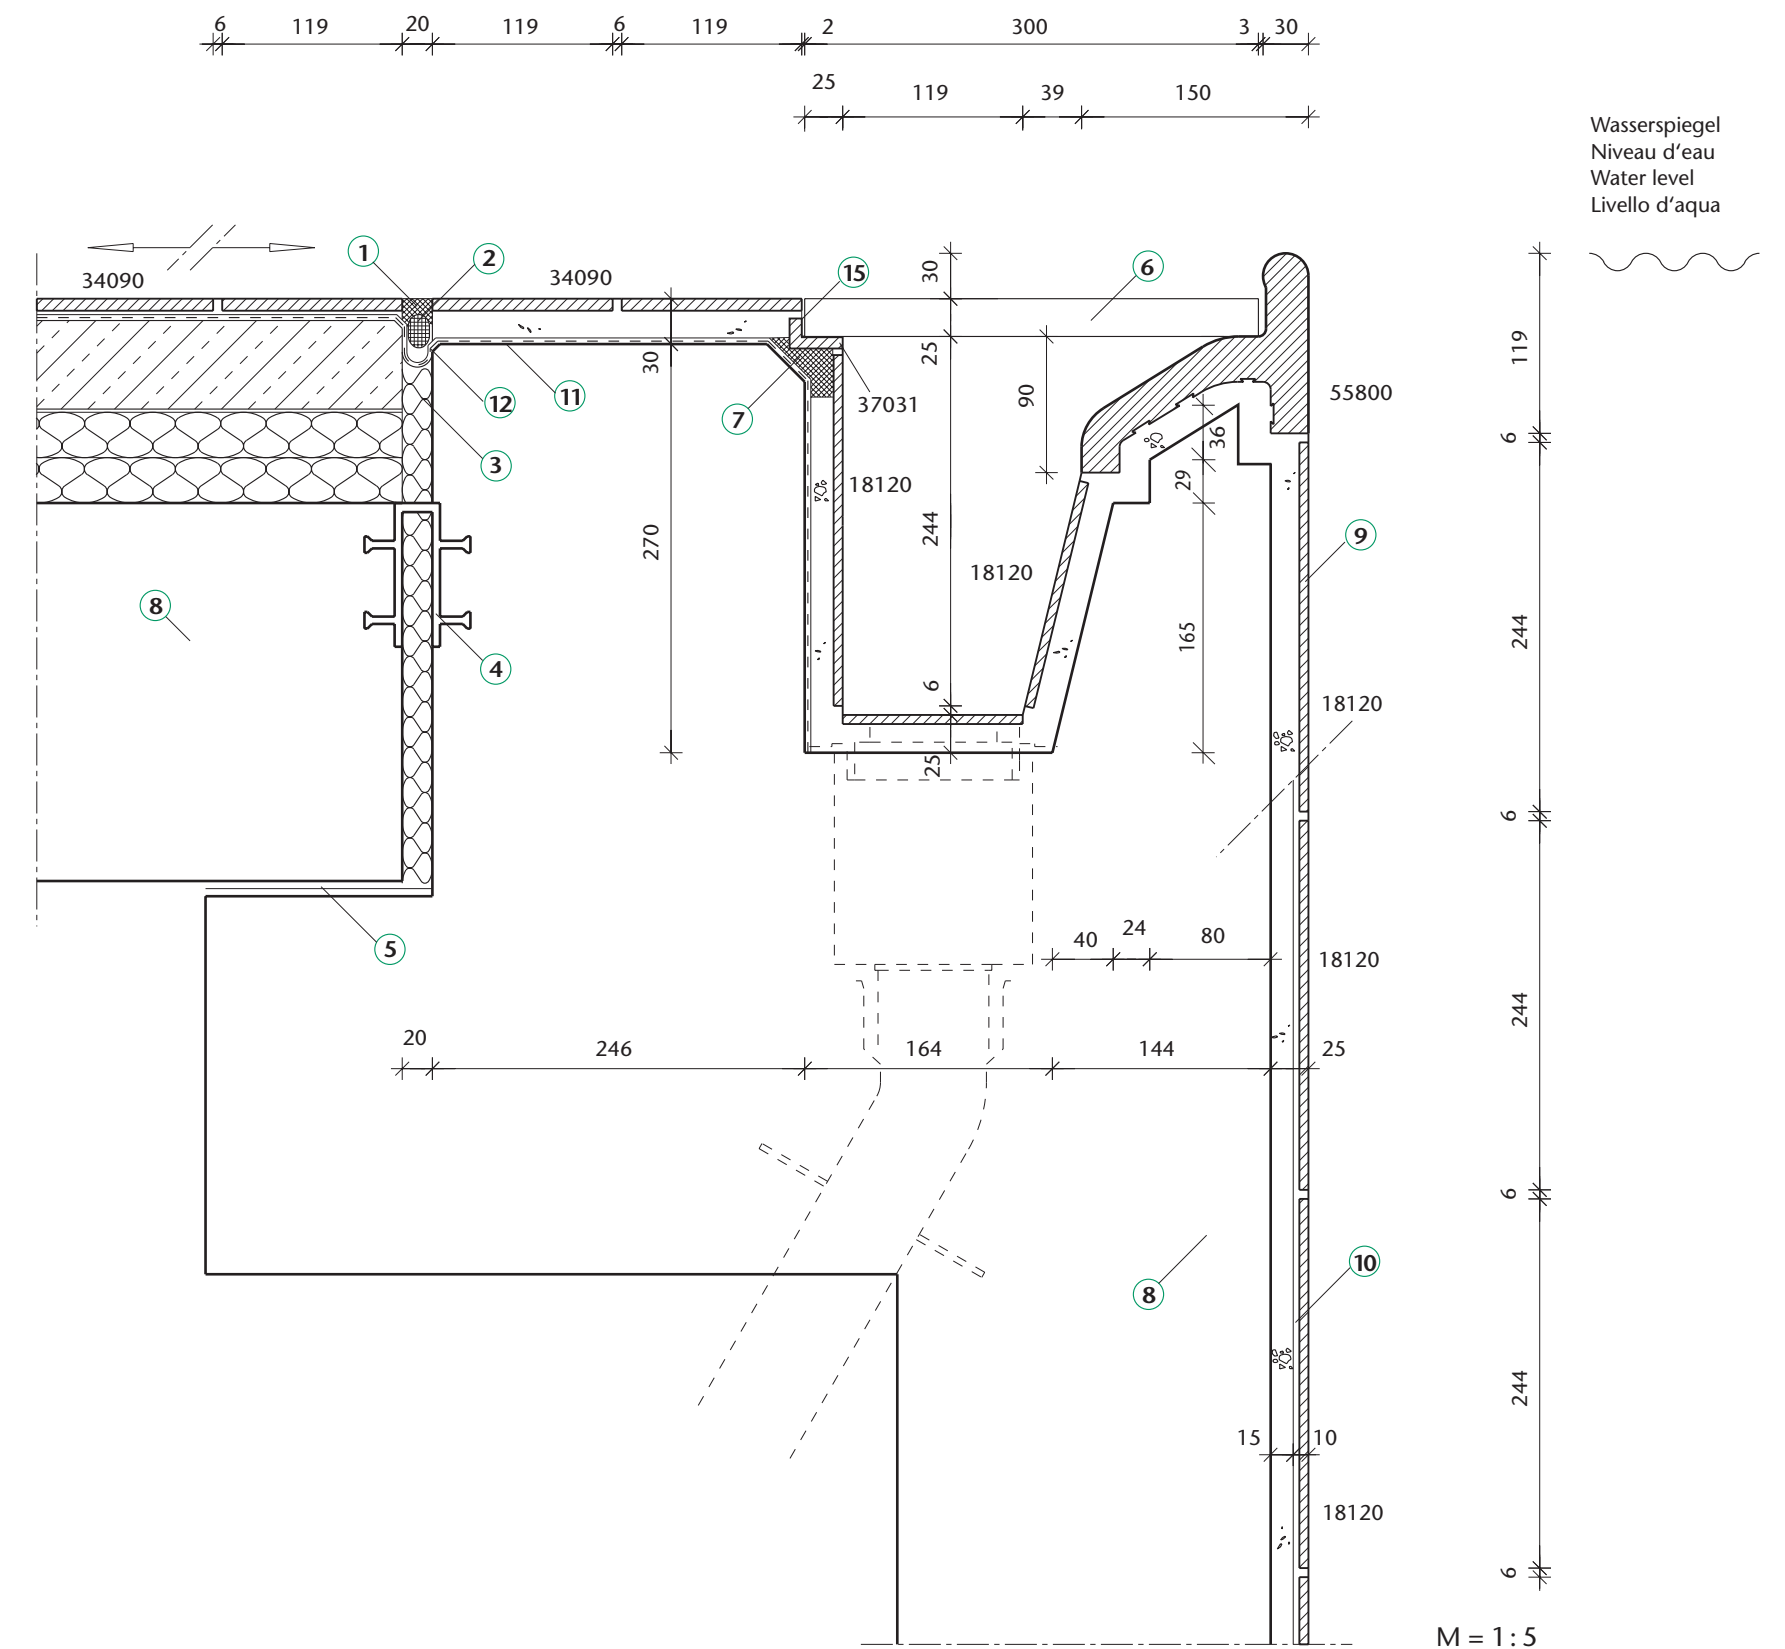 6 119 20 119 6 119 2 300 3 30
25 119 39 150
Wasserspiegel
Niveau d'eau
Water level
Livello d'aqua
1 2 15 6
34090 34090
30
30 25 90 119
12 11 7 37031 55800
36 6
3 18120 29
270 244 9
18120
8 165 244
4
6 18120
25
6
5 40 24 80 18120
20 246 164 144 25
244
6
8 10
244
15 10
18120
6
M = 1 : 5